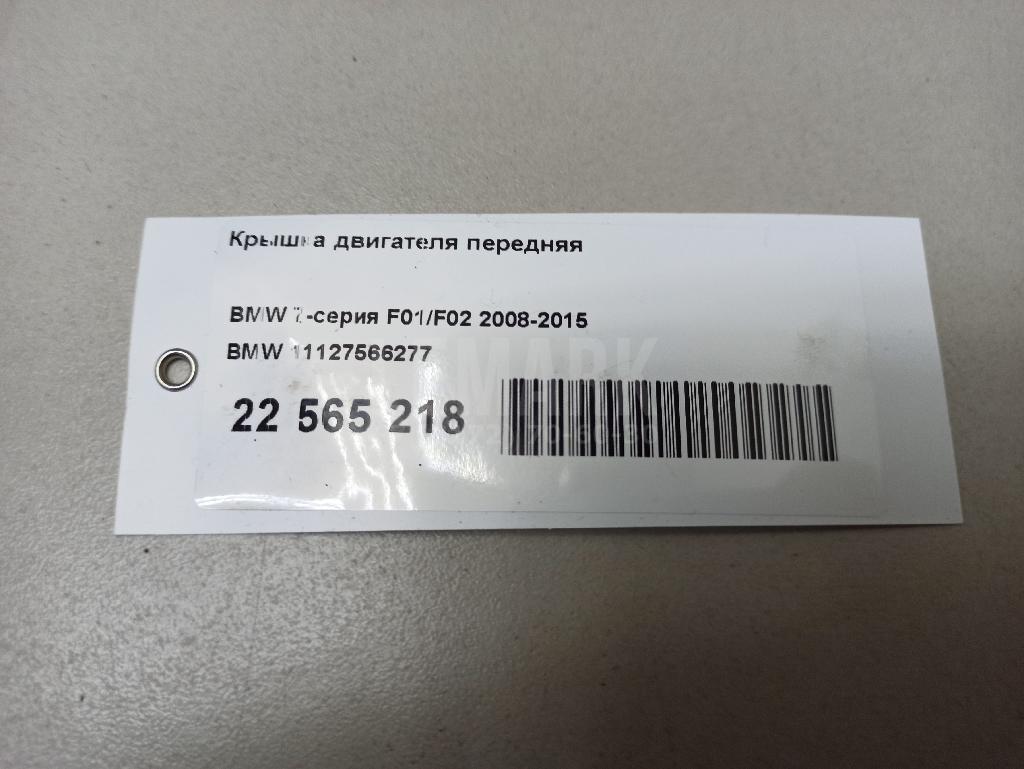 Крышка двигателя передняя
BMW 7-серия F01/F02 2008-2015
BMW 11127566277
22 565 218